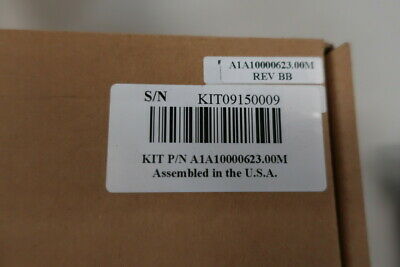 A1A10000623.00M
REV BB
S/N KIT09150009
KIT P/N A1A10000623.00M
Assembled in the U.S.A.